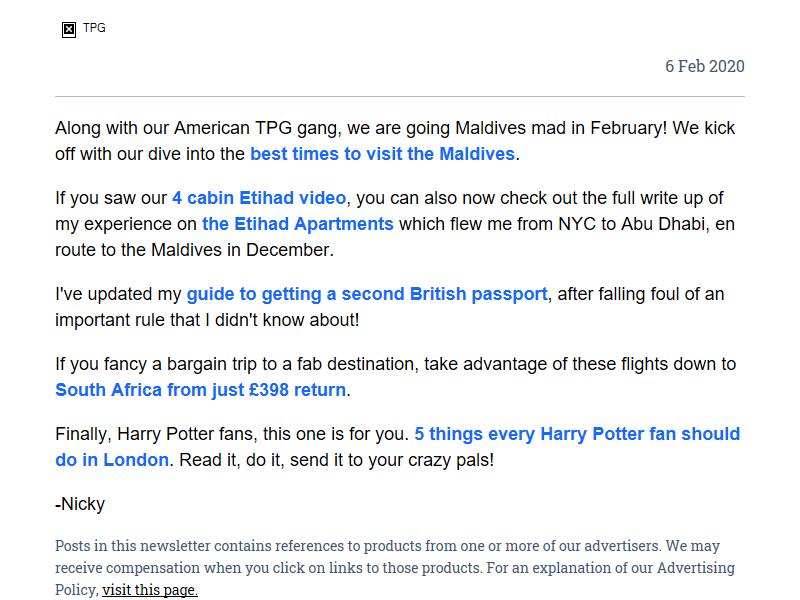 TPG
6 Feb 2020
Along with our American TPG gang, we are going Maldives mad in February! We kick
off with our dive into the best times to visit the Maldives.
If you saw our 4 cabin Etihad video, you can also now check out the full write up of
my experience on the Etihad Apartments which flew me from NYC to Abu Dhabi, en
route to the Maldives in December.
I've updated my guide to getting a second British passport, after falling foul of an
important rule that I didn't know about!
If you fancy a bargain trip to a fab destination, take advantage of these flights down to
South Africa from just £398 return.
Finally, Harry Potter fans, this one is for you. 5 things every Harry Potter fan should
do in London. Read it, do it, send it to your crazy pals!
-Nicky
Posts in this newsletter contains references to products from one or more of our advertisers. We may
receive compensation when you click on links to those products. For an explanation of our Advertising
Policy, visit this page.